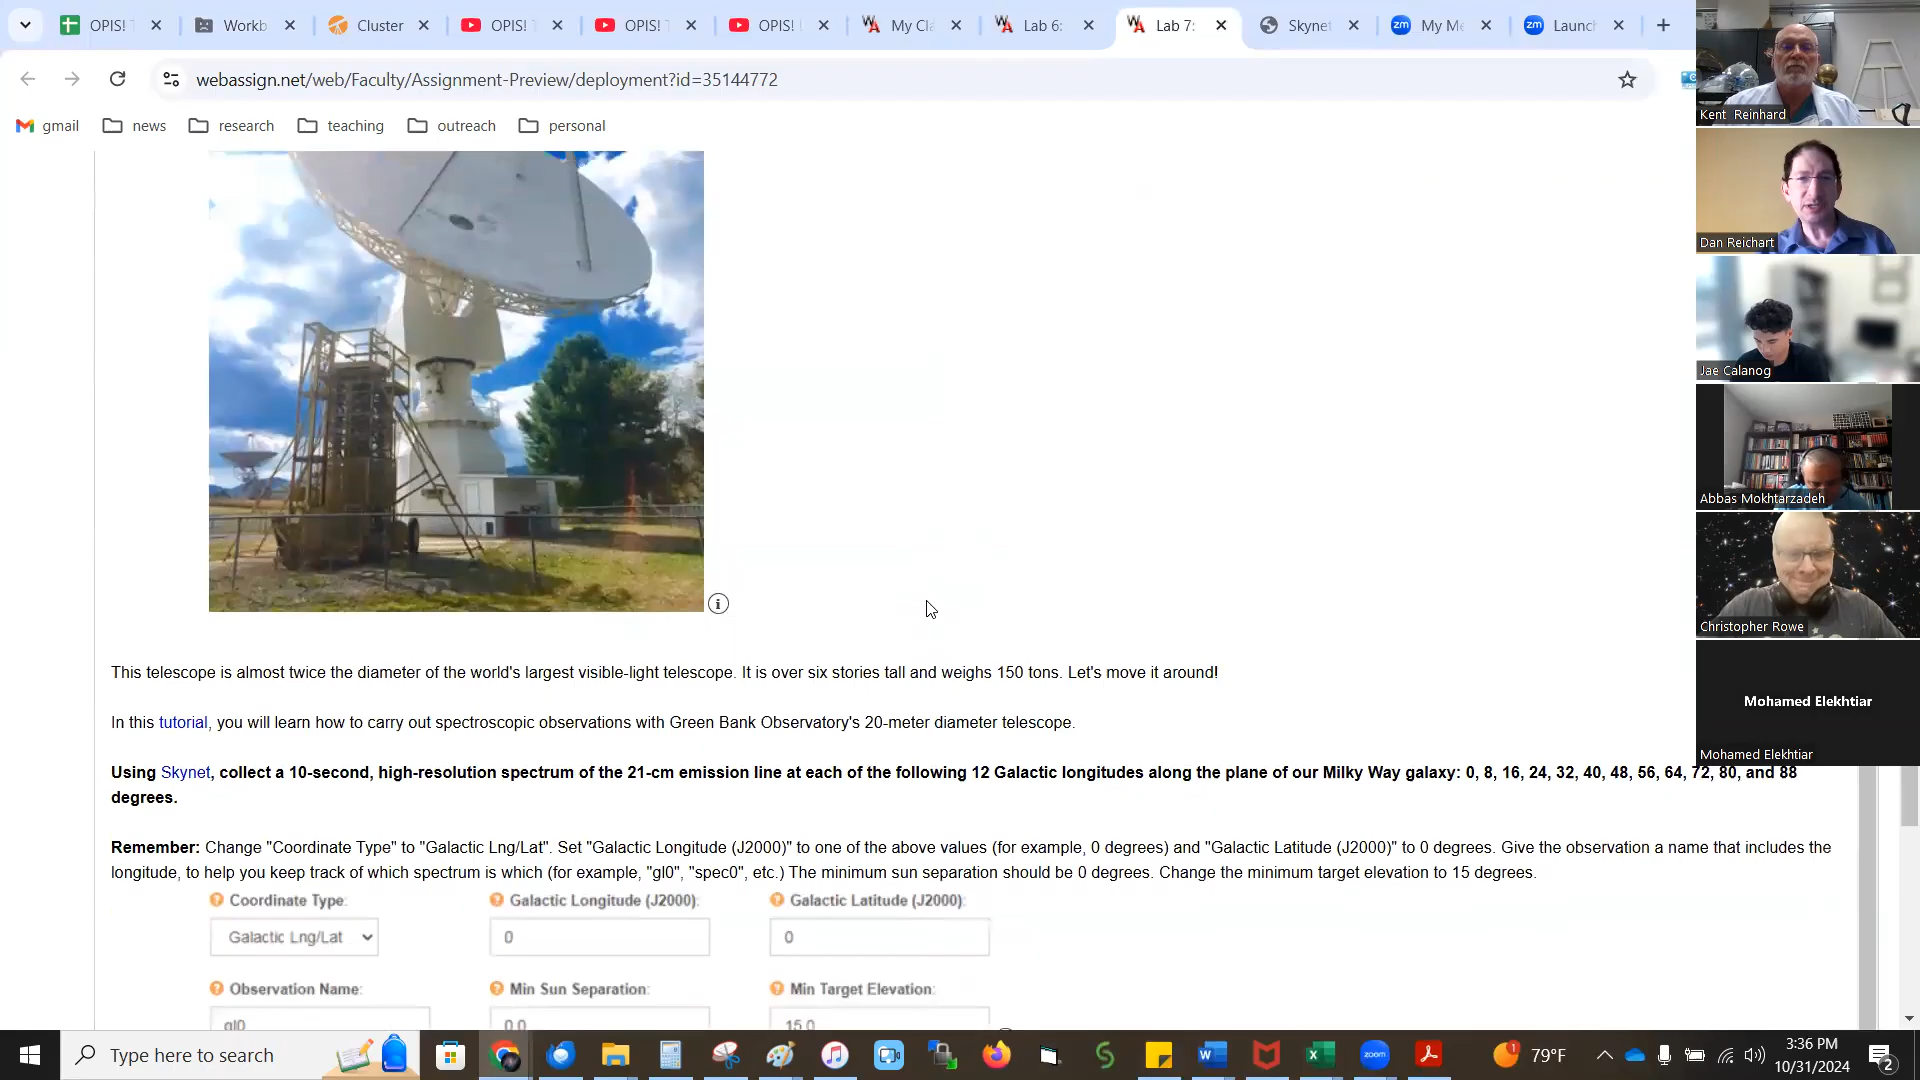 OPIS! T
Workb
Cluster
OPIS! T
OPIS! T
OPIS! U
My Cla
Lab 6:
Lab 7:
Skynet
My Me
Launc
webassign.net/web/Faculty/Assignment-Preview/deployment?id=35144772
gmail
news
research
teaching
outreach
personal
Kent Reinhard
Dan Reichart
Jae Calanog
Abbas Mokhtarzadeh
Christopher Rowe
Mohamed Elekhtiar
Mohamed Elekhtiar
This telescope is almost twice the diameter of the world's largest visible-light telescope. It is over six stories tall and weighs 150 tons. Let's move it around!
In this tutorial, you will learn how to carry out spectroscopic observations with Green Bank Observatory's 20-meter diameter telescope.
Using Skynet, collect a 10-second, high-resolution spectrum of the 21-cm emission line at each of the following 12 Galactic longitudes along the plane of our Milky Way galaxy: 0, 8, 16, 24, 32, 40, 48, 56, 64, 72, 80, and 88
degrees.
Remember: Change "Coordinate Type" to "Galactic Lng/Lat". Set "Galactic Longitude (J2000)" to one of the above values (for example, 0 degrees) and "Galactic Latitude (J2000)" to 0 degrees. Give the observation a name that includes the
longitude, to help you keep track of which spectrum is which (for example, "gl0", "spec0", etc.) The minimum sun separation should be 0 degrees. Change the minimum target elevation to 15 degrees.
Coordinate Type: Galactic Longitude (J2000): Galactic Latitude (J2000):
Galactic Lng/Lat 0 0
Observation Name: Min Sun Separation: Min Target Elevation:
gl0 0.0 15.0
Type here to search
zoom
79°F
3:36 PM
10/31/2024
2